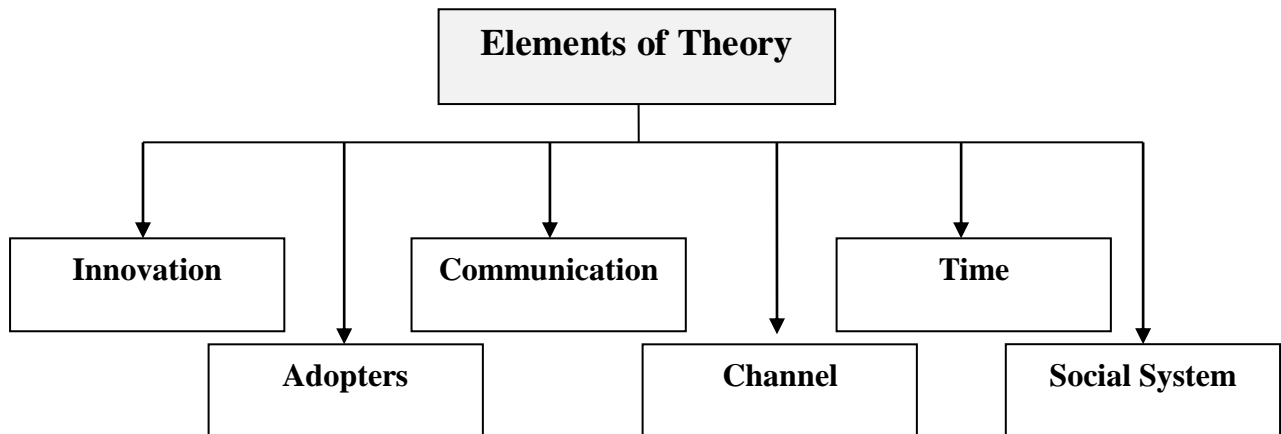 Elements of Theory
Innovation
Communication
Time
Adopters
Channel
Social System